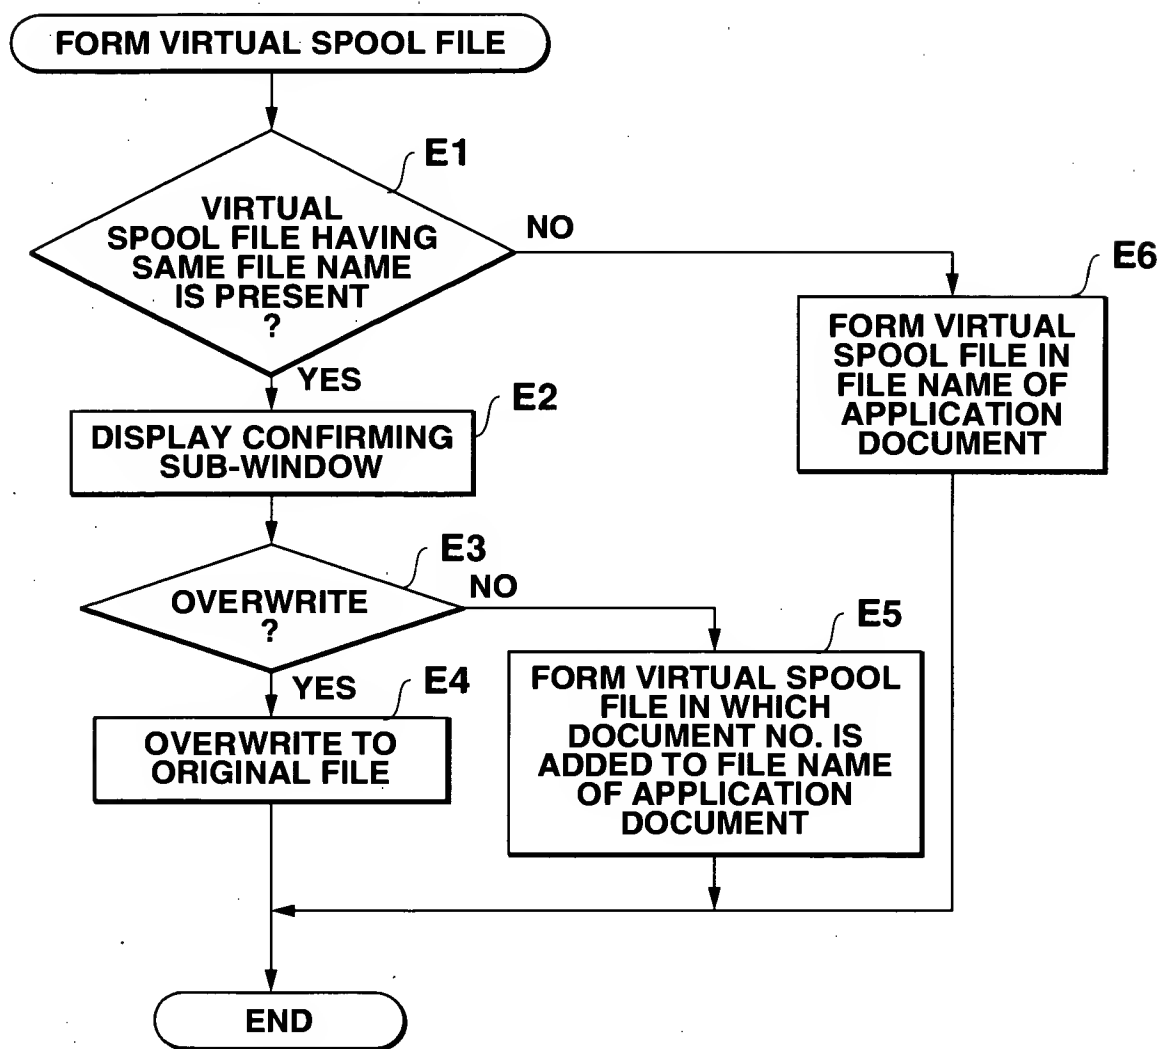 FORM VIRTUAL SPOOL FILE
E1
VIRTUAL
SPOOL FILE HAVING
SAME FILE NAME
IS PRESENT
?
NO
YES
E6
FORM VIRTUAL
SPOOL FILE IN
FILE NAME OF
APPLICATION
DOCUMENT
E2
DISPLAY CONFIRMING
SUB-WINDOW
E3
OVERWRITE
?
NO
YES
E4
OVERWRITE TO
ORIGINAL FILE
E5
FORM VIRTUAL SPOOL
FILE IN WHICH
DOCUMENT NO. IS
ADDED TO FILE NAME
OF APPLICATION
DOCUMENT
END